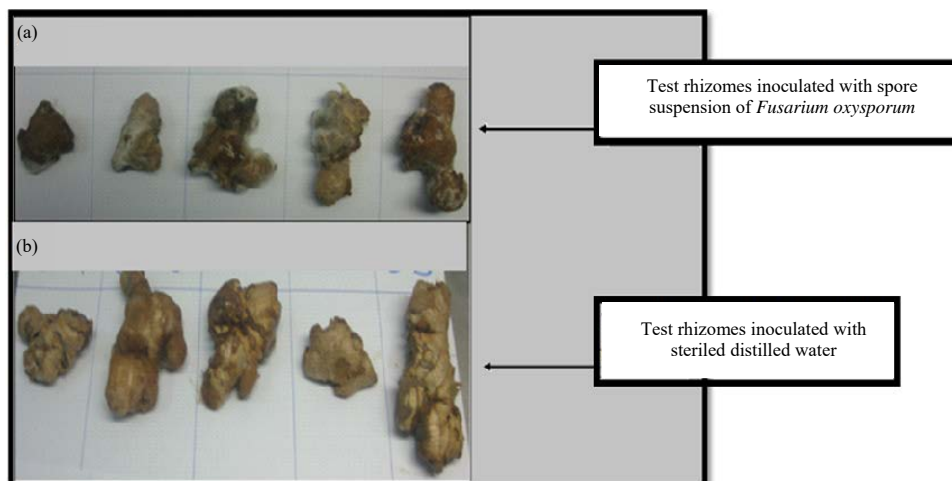 (a)
Test rhizomes inoculated with spore
suspension of Fusarium oxysporum
(b)
Test rhizomes inoculated with
steriled distilled water